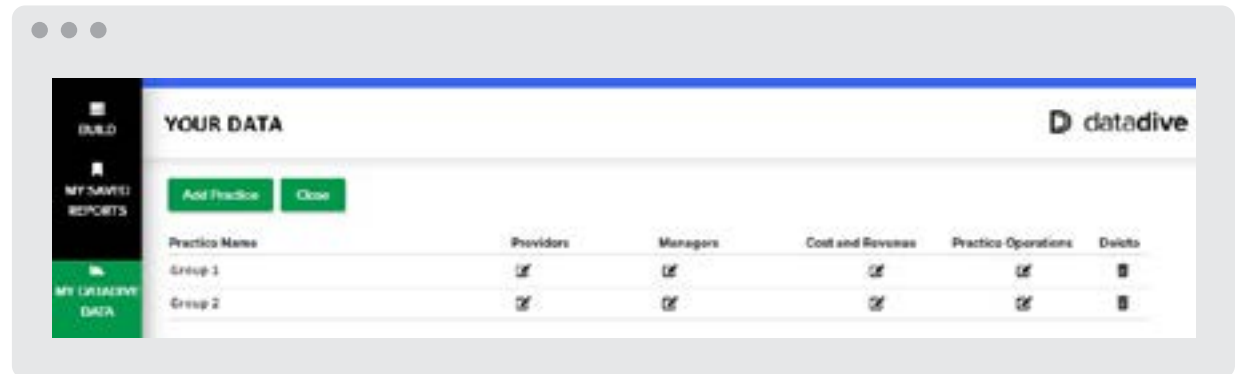 BUILD
YOUR DATA
D datadive
MY SAVED
REPORTS
Add Practice Close
Practice Name Providers Managers Cost and Revenue Practice Operations Delete
Group 1
MY DATADIVE
DATA
Group 2